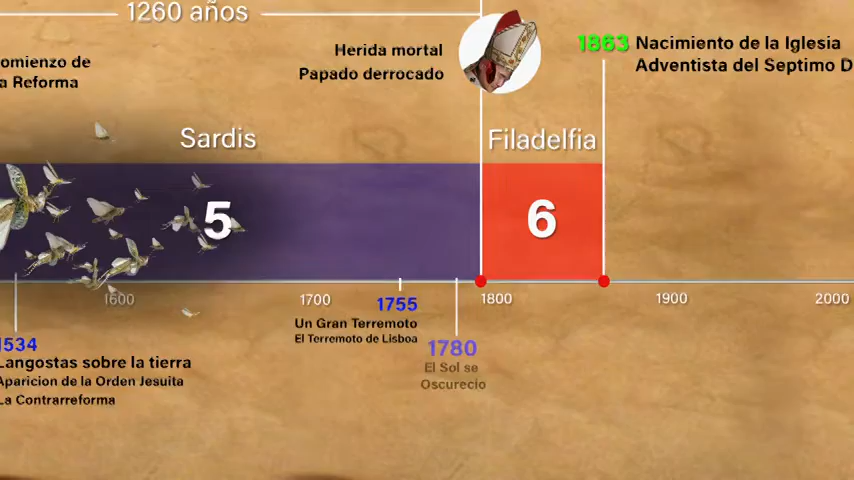 1260 años
omienzo de
a Reforma
Herida mortal
Papado derrocado
1863 Nacimiento de la Iglesia
Adventista del Septimo D
Sardis
Filadelfia
5
6
1600
1700
1800
1900
2000
1534
Langostas sobre la tierra
Aparicion de la Orden Jesuita
La Contrarreforma
1755
Un Gran Terremoto
El Terremoto de Lisboa
1780
El Sol se
Oscurecio